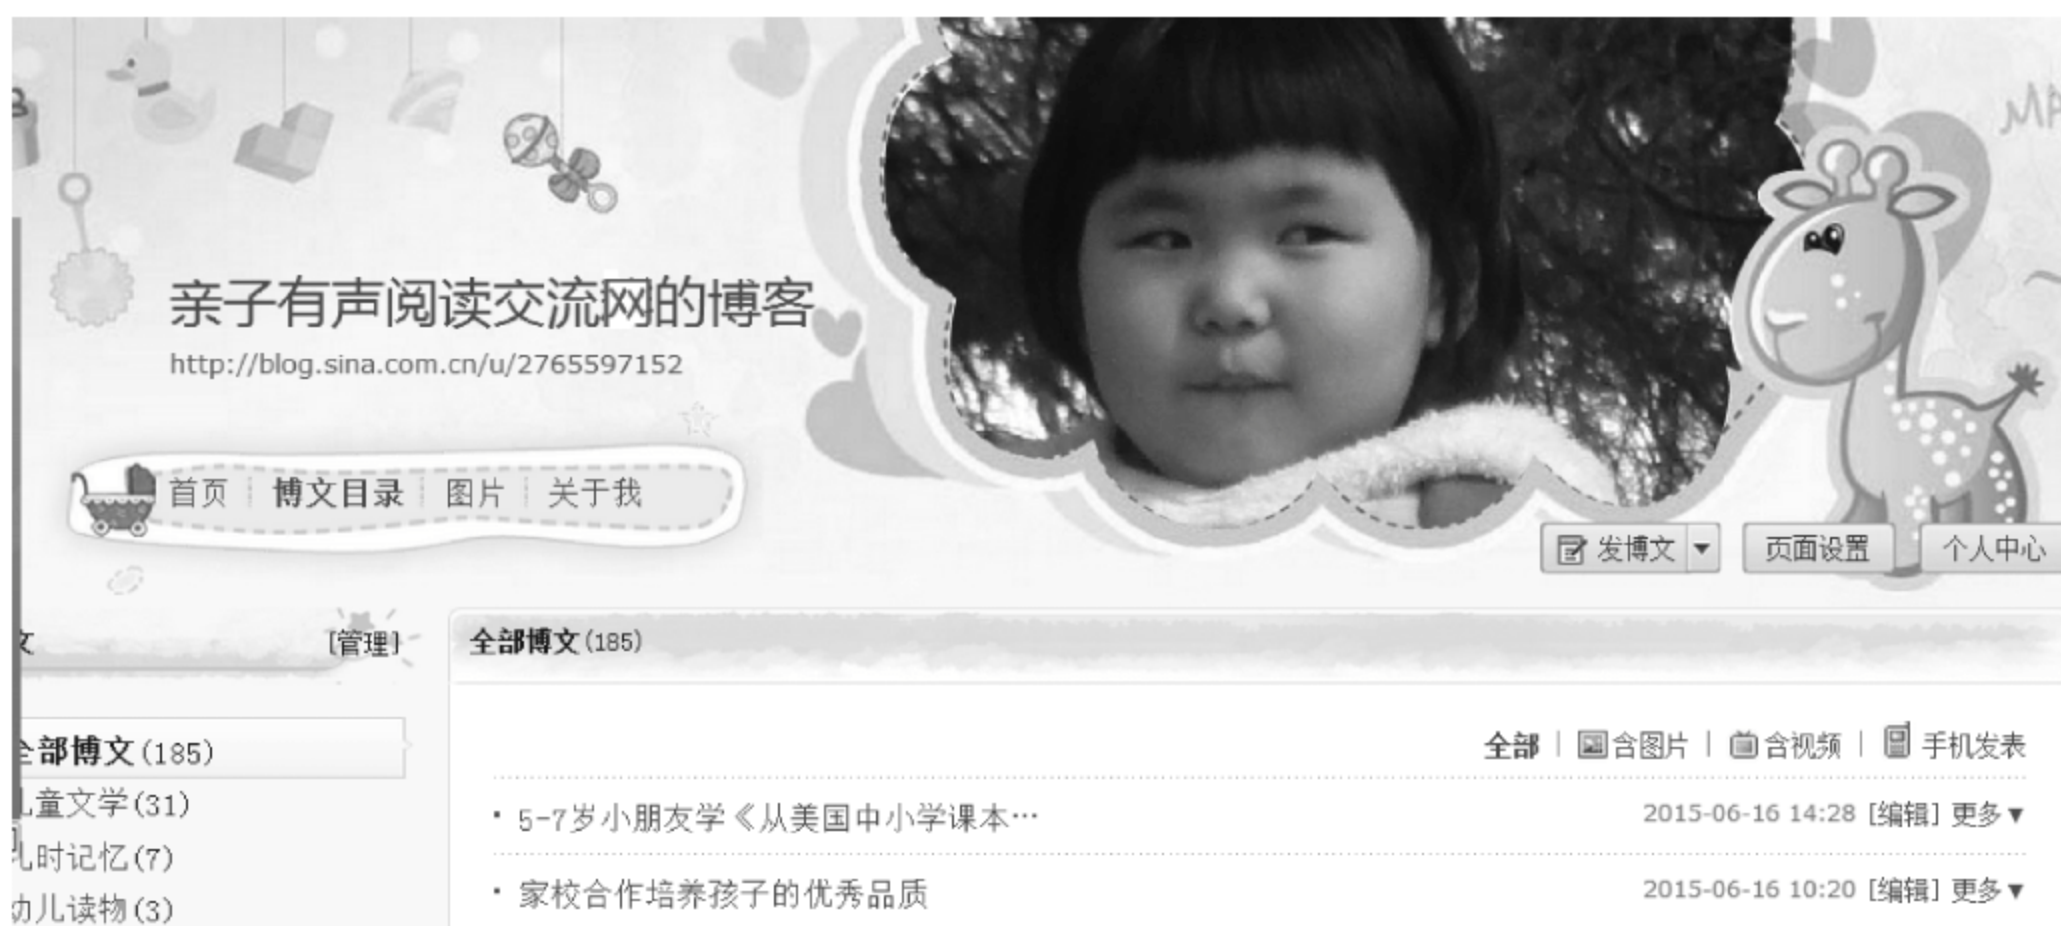 亲子有声阅读交流网的博客
http://blog.sina.com.cn/u/2765597152
首页 博文目录 图片 关于我
发博文 页面设置 个人中心
文 [管理]
全部博文(185)
全部博文(185)
全部 含图片 含视频 手机发表
儿童文学(31)
5-7岁小朋友学《从美国中小学课本… 2015-06-16 14:28 [编辑] 更多▼
儿时记忆(7)
家校合作培养孩子的优秀品质 2015-06-16 10:20 [编辑] 更多▼
幼儿读物(3)